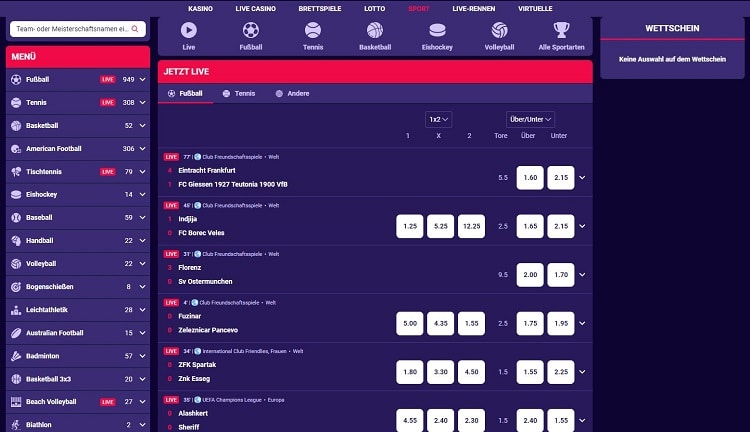 KASINO LIVE CASINO BRETTSPIELE LOTTO SPORT LIVE-RENNEN VIRTUELLE
Team- oder Meisterschaftsnamen ei...
Live Fußball Tennis Basketball Eishockey Volleyball Alle Sportarten
WETTSCHEIN
Keine Auswahl auf dem Wettschein
MENÜ
Fußball LIVE 949
Tennis LIVE 308
Basketball 52
American Football 306
Tischtennis LIVE 79
Eishockey 14
Baseball 59
Handball 22
Volleyball 22
Bogenschießen 8
Leichtathletik 28
Australian Football 15
Badminton 57
Basketball 3x3 20
Beach Volleyball LIVE 27
Biathlon 2
JETZT LIVE
Fußball Tennis Andere
1x2 Über/Unter
1 X 2 Tore Über Unter
LIVE 77' | Club Freundschaftsspiele • Welt
4 Eintracht Frankfurt
1 FC Giessen 1927 Teutonia 1900 VfB
5.5 1.60 2.15
LIVE 45' | Club Freundschaftsspiele • Welt
1 Indjija
0 FC Borec Veles
1.25 5.25 12.25 2.5 1.65 2.15
LIVE 31' | Club Freundschaftsspiele • Welt
3 Florenz
0 Sv Ostermunchen
9.5 2.00 1.70
LIVE 4' | Club Freundschaftsspiele • Welt
0 Fuzinar
0 Zeleznicar Pancevo
5.00 4.35 1.55 2.5 1.75 1.95
LIVE 34' | International Club Friendlies, Frauen • Welt
0 ZFK Spartak
0 Znk Esseg
1.80 3.30 4.50 1.5 1.55 2.25
LIVE 35' | UEFA Champions League • Europa
0 Alashkert
0 Sheriff
4.55 2.40 2.30 1.5 2.40 1.55